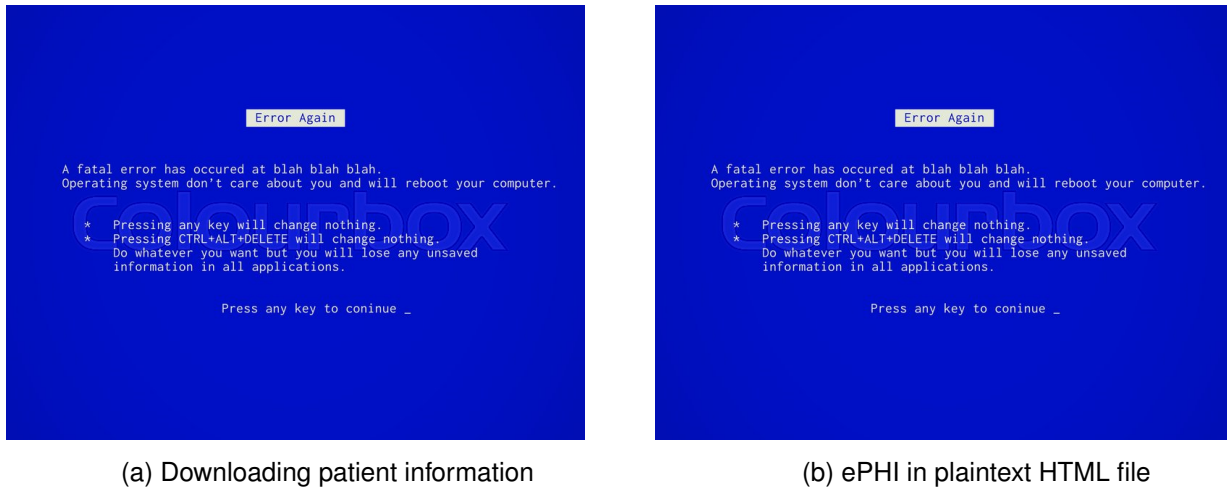 Error Again
A fatal error has occured at blah blah blah.
Operating system don't care about you and will reboot your computer.
Colourbox
* Pressing any key will change nothing.
* Pressing CTRL+ALT+DELETE will change nothing.
Do whatever you want but you will lose any unsaved
information in all applications.
Press any key to coninue _
(a) Downloading patient information
Error Again
A fatal error has occured at blah blah blah.
Operating system don't care about you and will reboot your computer.
Colourbox
* Pressing any key will change nothing.
* Pressing CTRL+ALT+DELETE will change nothing.
Do whatever you want but you will lose any unsaved
information in all applications.
Press any key to coninue _
(b) ePHI in plaintext HTML file